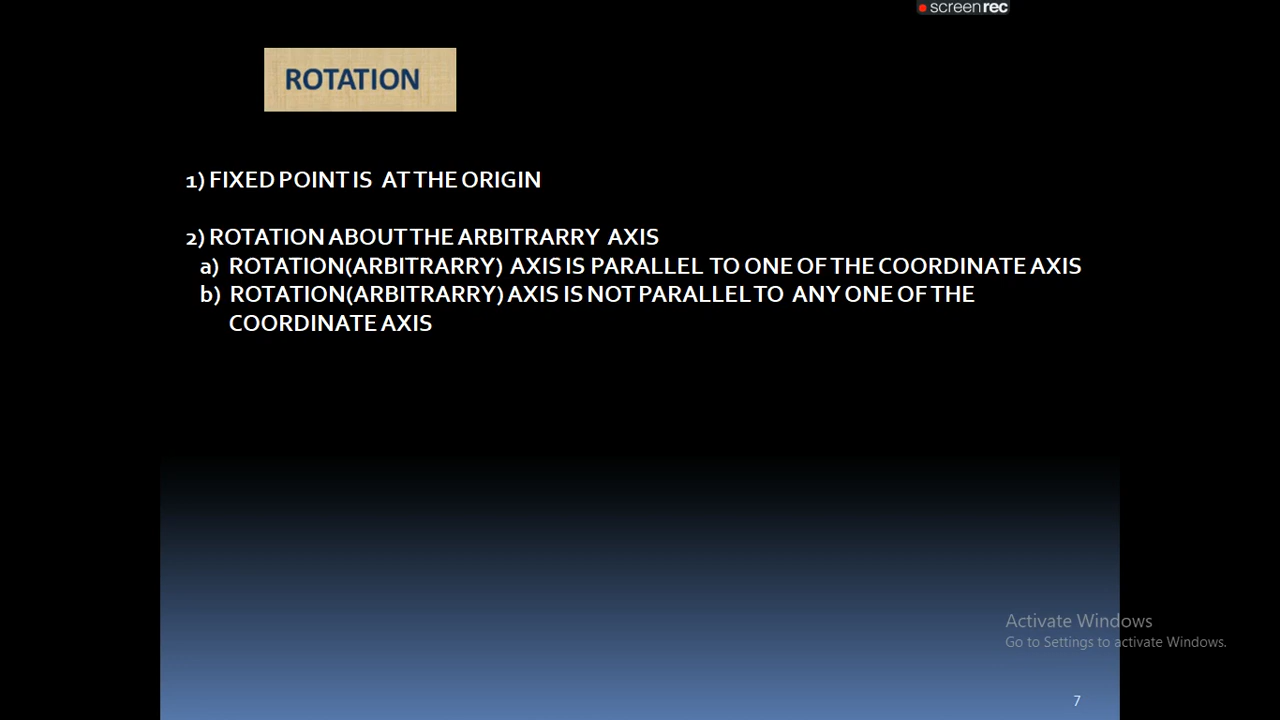 screenrec
ROTATION
1) FIXED POINT IS AT THE ORIGIN
2) ROTATION ABOUT THE ARBITRARRY AXIS
a) ROTATION(ARBITRARRY) AXIS IS PARALLEL TO ONE OF THE COORDINATE AXIS
b) ROTATION(ARBITRARRY) AXIS IS NOT PARALLEL TO ANY ONE OF THE
COORDINATE AXIS
Activate Windows
Go to Settings to activate Windows.
7